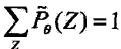 ∑_Z P̃_θ(Z) = 1